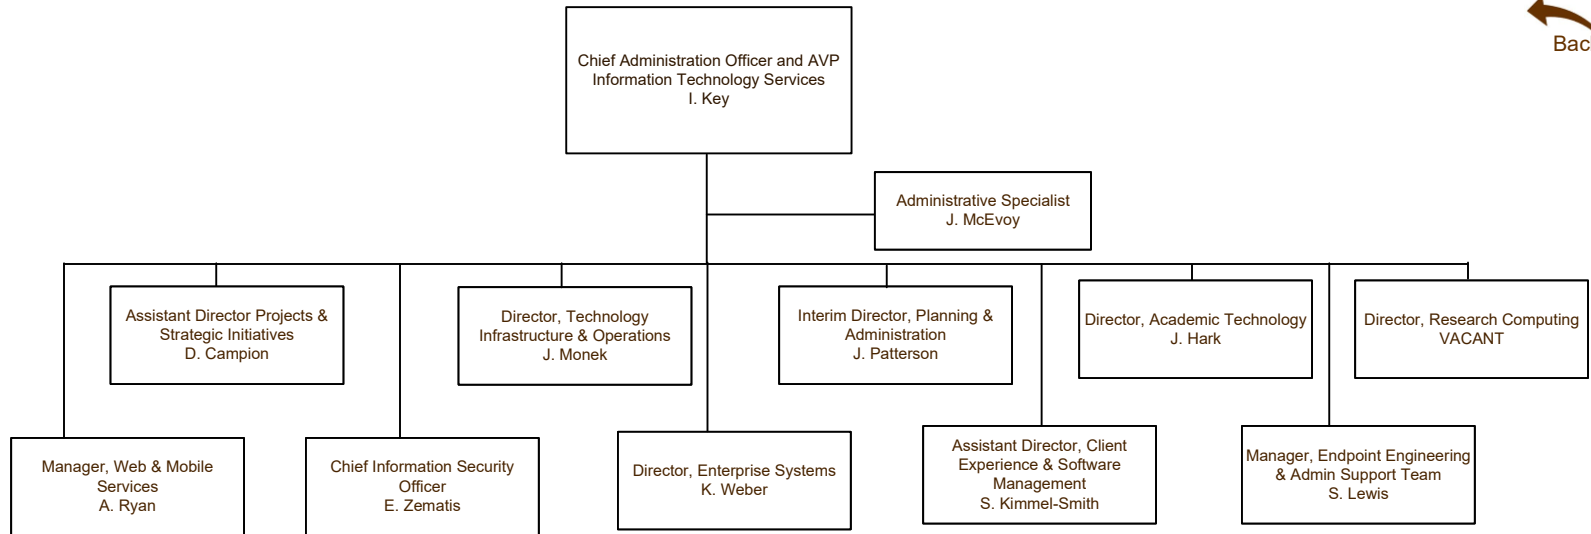 Bac
Chief Administration Officer and AVP
Information Technology Services
I. Key
Administrative Specialist
J. McEvoy
Assistant Director Projects &
Strategic Initiatives
D. Campion
Director, Technology
Infrastructure & Operations
J. Monek
Interim Director, Planning &
Administration
J. Patterson
Director, Academic Technology
J. Hark
Director, Research Computing
VACANT
Manager, Web & Mobile
Services
A. Ryan
Chief Information Security
Officer
E. Zematis
Director, Enterprise Systems
K. Weber
Assistant Director, Client
Experience & Software
Management
S. Kimmel-Smith
Manager, Endpoint Engineering
& Admin Support Team
S. Lewis